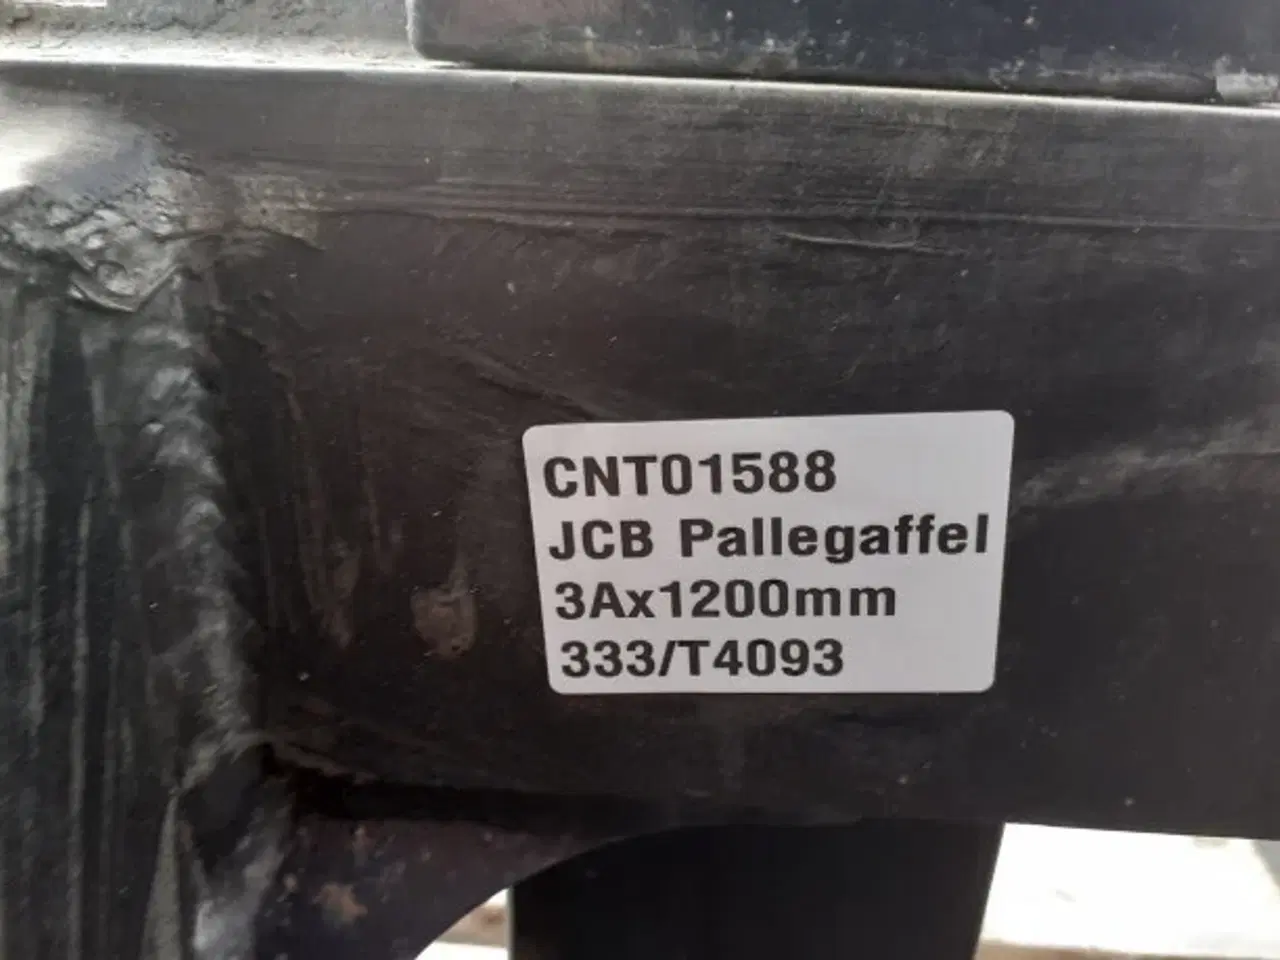 CNT01588
JCB Pallegaffel
3Ax1200mm
333/T4093